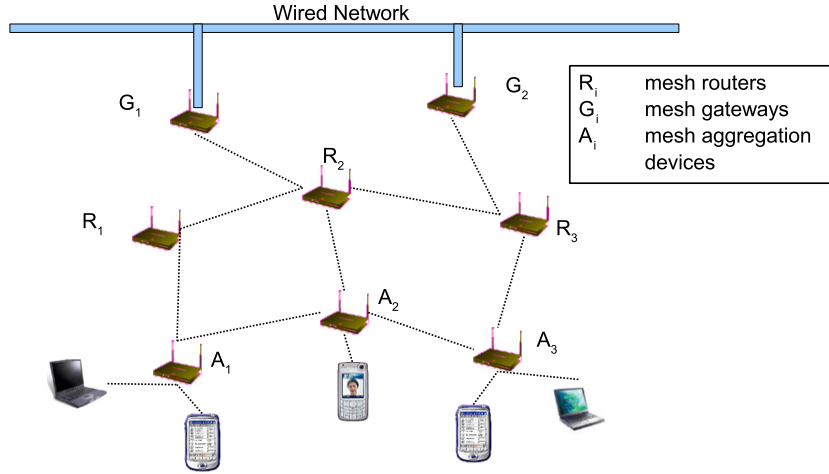 Wired Network
G1
G2
Ri mesh routers
Gi mesh gateways
Ai mesh aggregation
devices
R2
R1
R3
A2
A1
A3